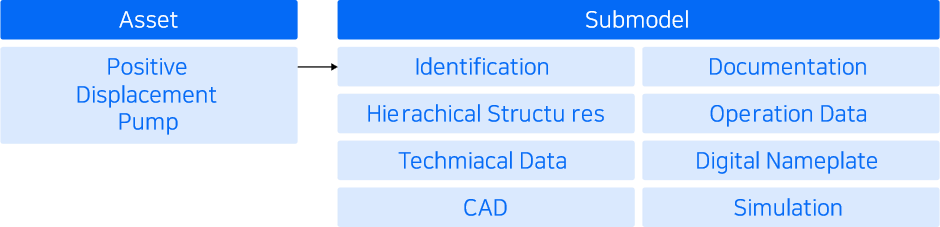 Asset
Submodel
Positive
Displacement
Pump
Identification
Documentation
Hierachical Structu res
Operation Data
Techmiacal Data
Digital Nameplate
CAD
Simulation